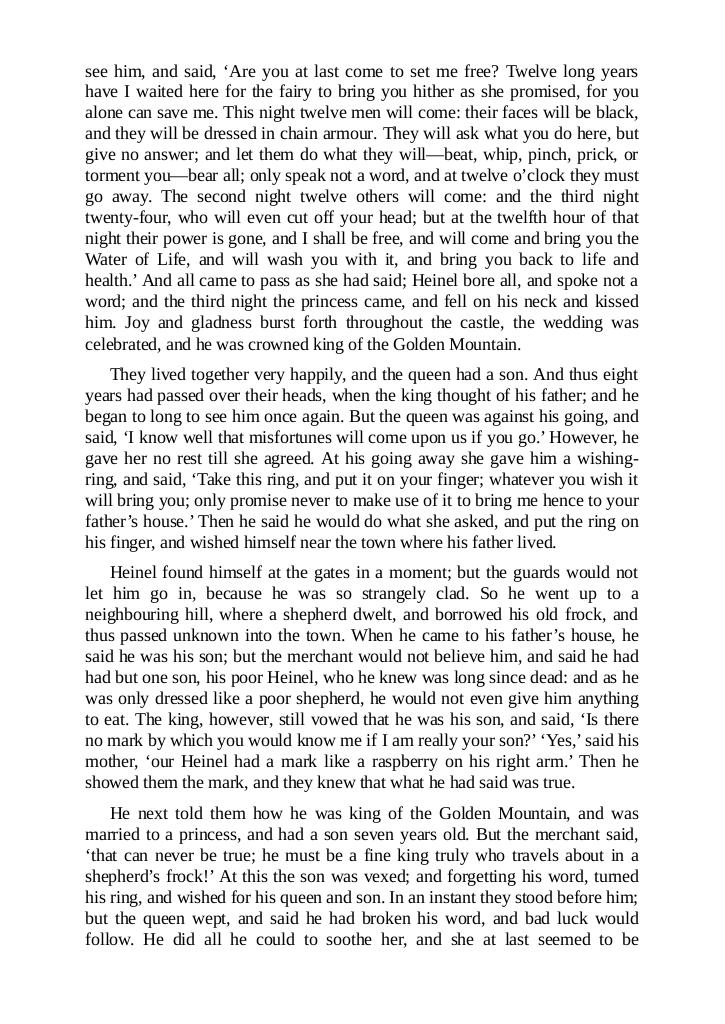 see him, and said, ‘Are you at last come to set me free? Twelve long years
have I waited here for the fairy to bring you hither as she promised, for you
alone can save me. This night twelve men will come: their faces will be black,
and they will be dressed in chain armour. They will ask what you do here, but
give no answer; and let them do what they will—beat, whip, pinch, prick, or
torment you—bear all; only speak not a word, and at twelve o’clock they must
go away. The second night twelve others will come: and the third night
twenty-four, who will even cut off your head; but at the twelfth hour of that
night their power is gone, and I shall be free, and will come and bring you the
Water of Life, and will wash you with it, and bring you back to life and
health.’ And all came to pass as she had said; Heinel bore all, and spoke not a
word; and the third night the princess came, and fell on his neck and kissed
him. Joy and gladness burst forth throughout the castle, the wedding was
celebrated, and he was crowned king of the Golden Mountain.
They lived together very happily, and the queen had a son. And thus eight
years had passed over their heads, when the king thought of his father; and he
began to long to see him once again. But the queen was against his going, and
said, ‘I know well that misfortunes will come upon us if you go.’ However, he
gave her no rest till she agreed. At his going away she gave him a wishing-
ring, and said, ‘Take this ring, and put it on your finger; whatever you wish it
will bring you; only promise never to make use of it to bring me hence to your
father’s house.’ Then he said he would do what she asked, and put the ring on
his finger, and wished himself near the town where his father lived.
Heinel found himself at the gates in a moment; but the guards would not
let him go in, because he was so strangely clad. So he went up to a
neighbouring hill, where a shepherd dwelt, and borrowed his old frock, and
thus passed unknown into the town. When he came to his father’s house, he
said he was his son; but the merchant would not believe him, and said he had
had but one son, his poor Heinel, who he knew was long since dead: and as he
was only dressed like a poor shepherd, he would not even give him anything
to eat. The king, however, still vowed that he was his son, and said, ‘Is there
no mark by which you would know me if I am really your son?’ ‘Yes,’ said his
mother, ‘our Heinel had a mark like a raspberry on his right arm.’ Then he
showed them the mark, and they knew that what he had said was true.
He next told them how he was king of the Golden Mountain, and was
married to a princess, and had a son seven years old. But the merchant said,
‘that can never be true; he must be a fine king truly who travels about in a
shepherd’s frock!’ At this the son was vexed; and forgetting his word, turned
his ring, and wished for his queen and son. In an instant they stood before him;
but the queen wept, and said he had broken his word, and bad luck would
follow. He did all he could to soothe her, and she at last seemed to be